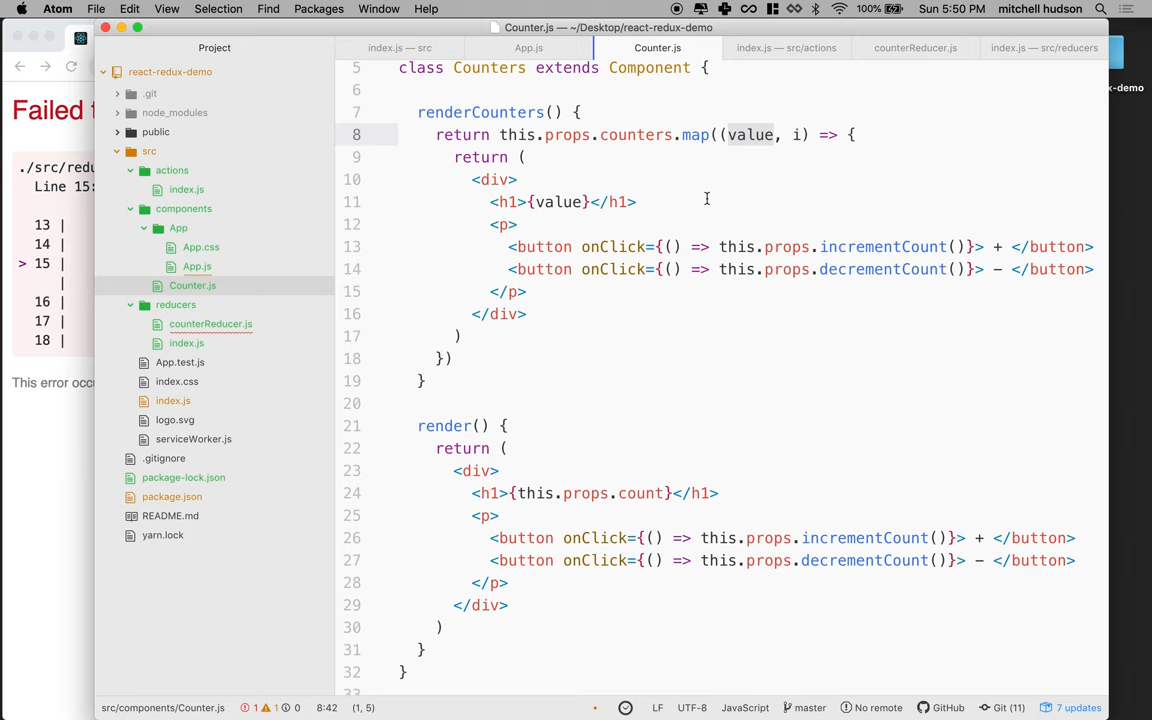 Atom File Edit View Selection Find Packages Window Help 100% Sun 5:50 PM mitchell hudson
Counter.js — ~/Desktop/react-redux-demo
Project
index.js — src
App.js
Counter.js
index.js — src/actions
counterReducer.js
index.js — src/reducers
react-redux-demo
.git
node_modules
public
src
actions
index.js
components
App
App.css
App.js
Counter.js
reducers
counterReducer.js
index.js
App.test.js
index.css
index.js
logo.svg
serviceWorker.js
.gitignore
package-lock.json
package.json
README.md
yarn.lock
Failed
./src/redu
Line 15:
13 |
14 |
> 15 |
|
16 |
17 |
18 |
This error occ
x-demo
5 class Counters extends Component {
6
7 renderCounters() {
8 return this.props.counters.map((value, i) => {
9 return (
10 <div>
11 <h1>{value}</h1>
12 <p>
13 <button onClick={() => this.props.incrementCount()}> + </button>
14 <button onClick={() => this.props.decrementCount()}> - </button>
15 </p>
16 </div>
17 )
18 })
19 }
20
21 render() {
22 return (
23 <div>
24 <h1>{this.props.count}</h1>
25 <p>
26 <button onClick={() => this.props.incrementCount()}> + </button>
27 <button onClick={() => this.props.decrementCount()}> - </button>
28 </p>
29 </div>
30 )
31 }
32 }
33
src/components/Counter.js 1 1 0 8:42 (1, 5) LF UTF-8 JavaScript master No remote GitHub Git (11) 7 updates